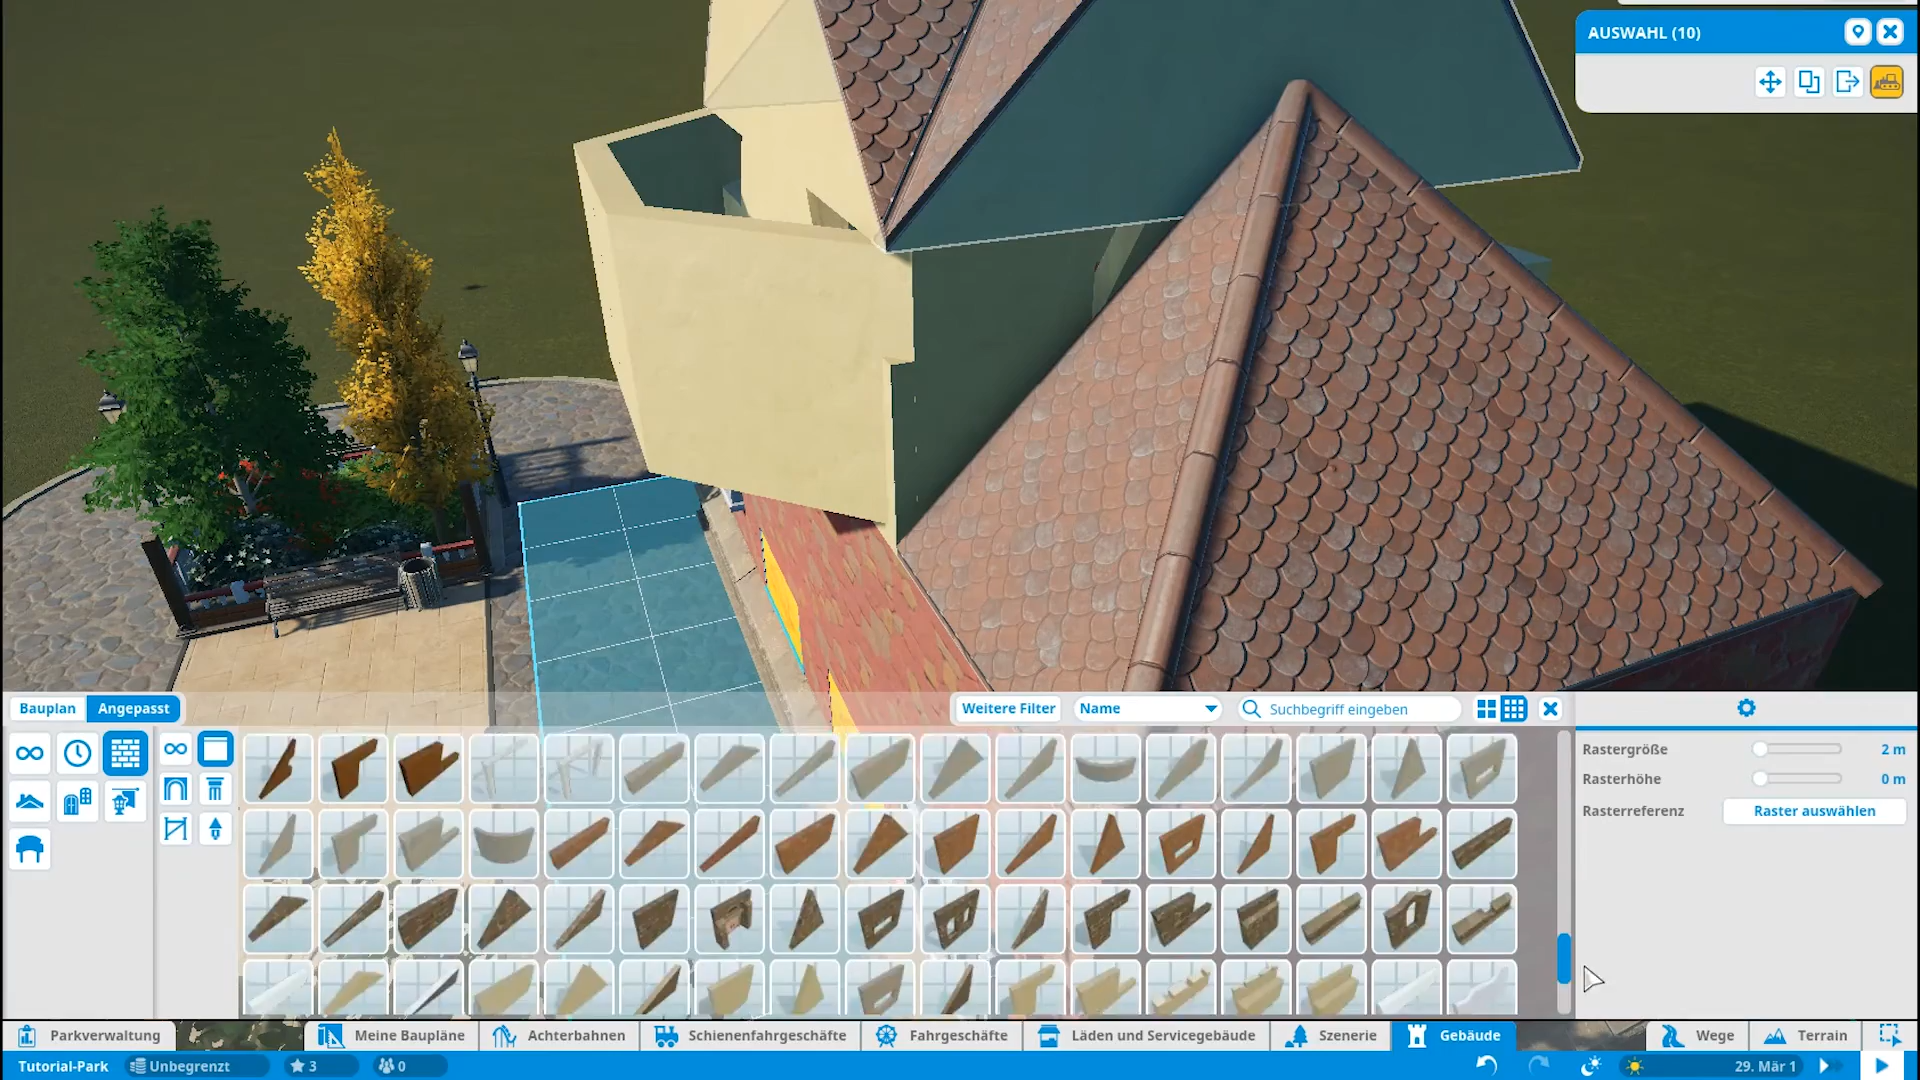 AUSWAHL (10)
Bauplan
Angepasst
Weitere Filter
Name
Suchbegriff eingeben
Rastergröße
2 m
Rasterhöhe
0 m
Rasterreferenz
Raster auswählen
Parkverwaltung
Meine Baupläne
Achterbahnen
Schienenfahrgeschäfte
Fahrgeschäfte
Läden und Servicegebäude
Szenerie
Gebäude
Wege
Terrain
Tutorial-Park
Unbegrenzt
3
0
29. Mär 1